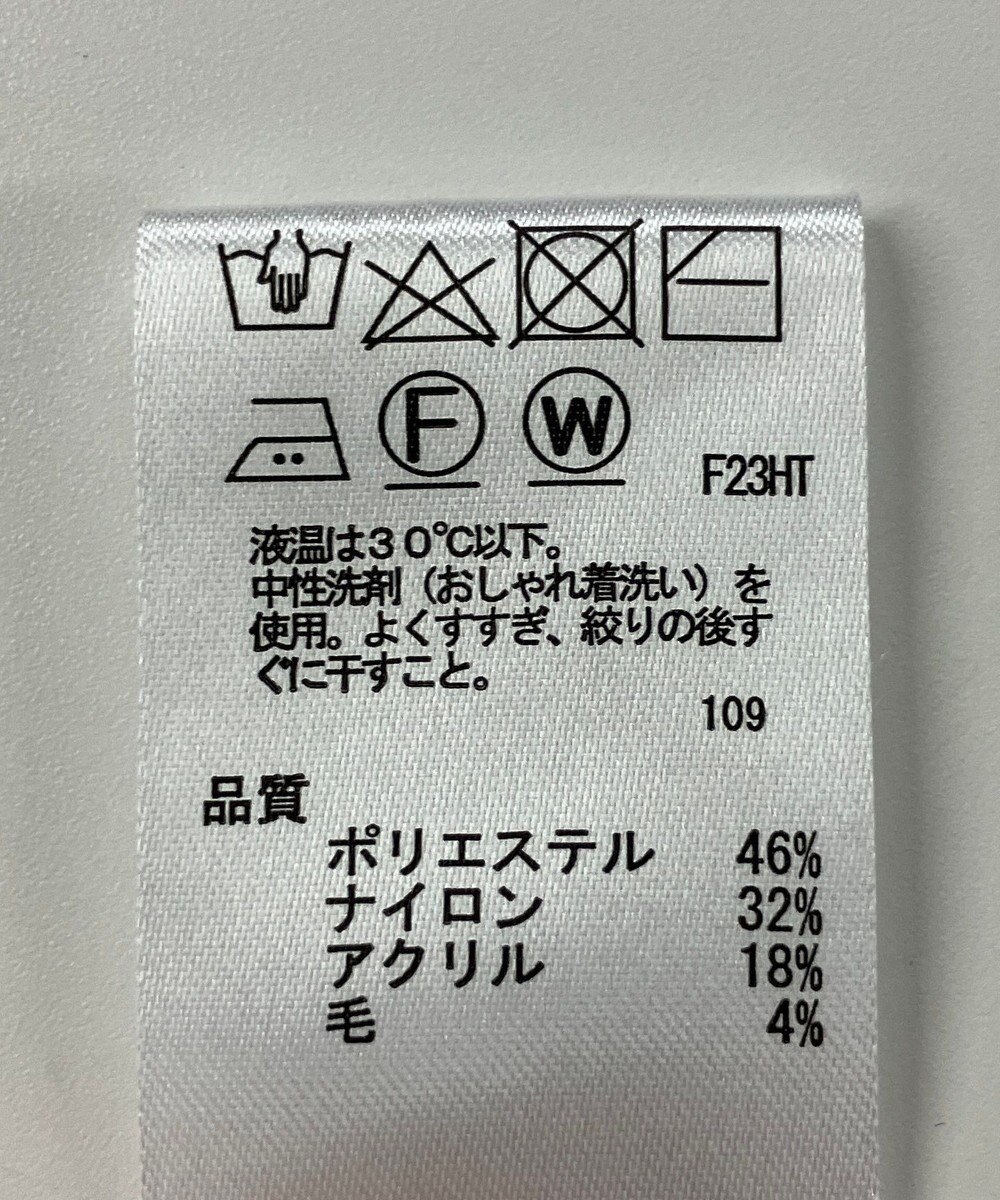 F W F23HT
液温は30℃以下。
中性洗剤（おしゃれ着洗い）を
使用。よくすすぎ、絞りの後す
ぐに干すこと。
109
品質
ポリエステル 46%
ナイロン 32%
アクリル 18%
毛 4%